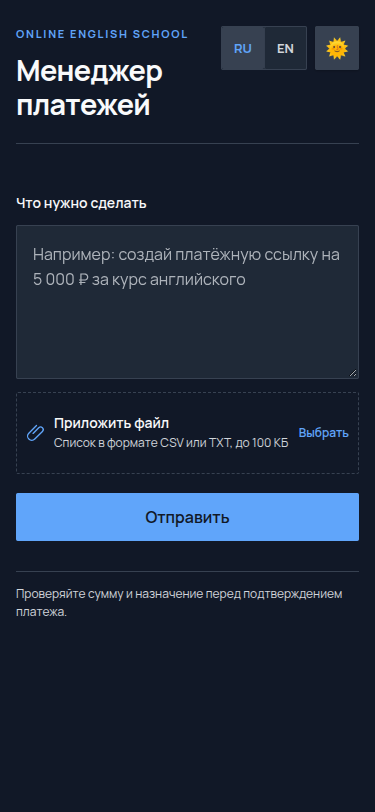 ONLINE ENGLISH SCHOOL
RU
EN
Менеджер
платежей
Что нужно сделать
Например: создай платёжную ссылку на
5 000 ₽ за курс английского
Приложить файл
Список в формате CSV или TXT, до 100 КБ
Выбрать
Отправить
Проверяйте сумму и назначение перед подтверждением
платежа.